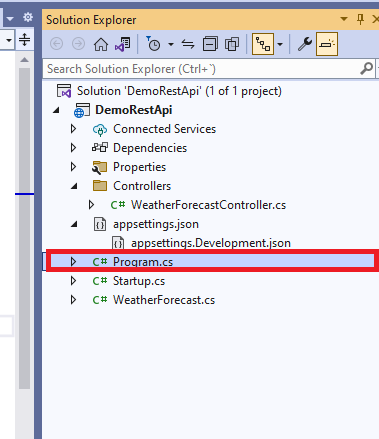 Solution Explorer
Search Solution Explorer (Ctrl+`)
Solution 'DemoRestApi' (1 of 1 project)
DemoRestApi
Connected Services
Dependencies
Properties
Controllers
C# WeatherForecastController.cs
appsettings.json
appsettings.Development.json
C# Program.cs
C# Startup.cs
C# WeatherForecast.cs